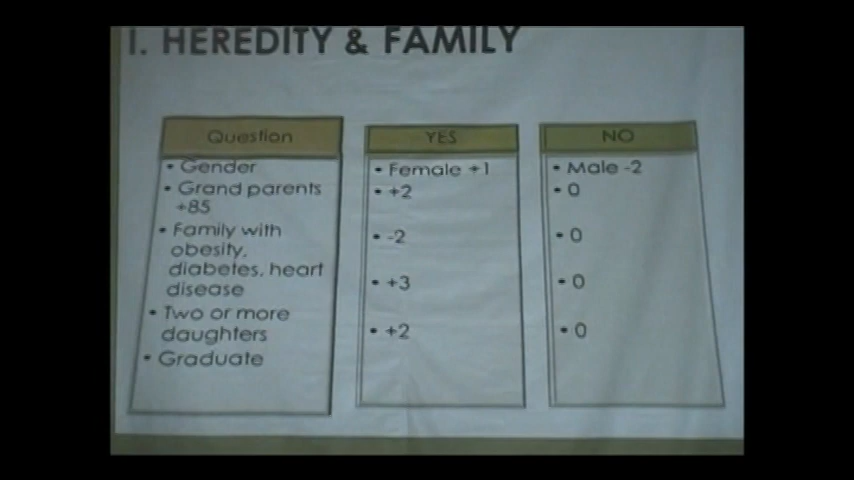 I. HEREDITY & FAMILY
Question
• Gender
• Grand parents
+85
• Family with
obesity,
diabetes, heart
disease
• Two or more
daughters
• Graduate
YES
• Female +1
• +2
• -2
• +3
• +2
NO
• Male -2
• 0
• 0
• 0
• 0